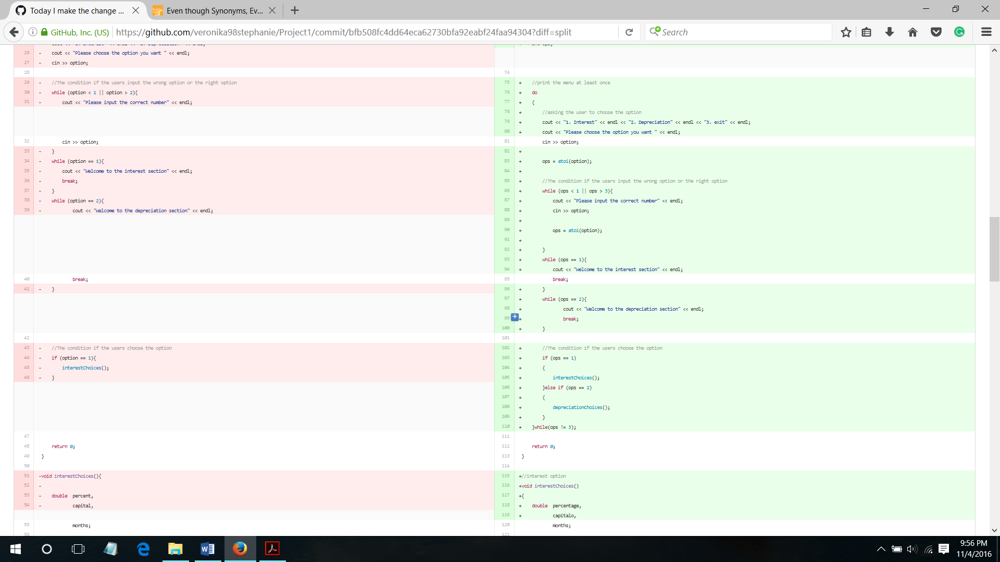 Today I make the change ...
Even though Synonyms, Ev...
GitHub, Inc. (US)
https://github.com/veronika98stephanie/Project1/commit/bfb508fc4dd64eca62730bfa92eabf24faa94304?diff=split
Search
26 - cout << "Please choose the option you want " << endl;
27 - cin >> option;
28
29 - //The condition if the users input the wrong option or the right option
30 - while (option < 1 || option > 2){
31 - cout << "Please input the correct number" << endl;
32 cin >> option;
33 - }
34 - while (option == 1){
35 - cout << "Welcome to the interest section" << endl;
36 - break;
37 - }
38 - while (option == 2){
39 - cout << "Welcome to the depreciation section" << endl;
40 break;
41 - }
42
43 - //The condition if the users choose the option
44 - if (option == 1){
45 - interestChoices();
46 - }
47
48 return 0;
49 }
50
51 -void interestChoices(){
52 -
53 - double percent,
54 - capital,
55 months;
56
74
75 + //print the menu at least once
76 + do
77 + {
78 + //asking the user to choose the option
79 + cout << "1. Interest" << endl << "2. Depreciation" << endl << "3. exit" << endl;
80 + cout << "Please choose the option you want " << endl;
81 cin >> option;
82 +
83 + ops = atoi(option);
84 +
85 + //The condition if the users input the wrong option or the right option
86 + while (ops < 1 || ops > 3){
87 + cout << "Please input the correct number" << endl;
88 + cin >> option;
89 +
90 + ops = atoi(option);
91 +
92 + }
93 + while (ops == 1){
94 + cout << "Welcome to the interest section" << endl;
95 break;
96 + }
97 + while (ops == 2){
98 + cout << "Welcome to the depreciation section" << endl;
99 + break;
100 + }
101
102 + //The condition if the users choose the option
103 + if (ops == 1)
104 + {
105 + interestChoices();
106 + }else if (ops == 2)
107 + {
108 + depreciationChoices();
109 + }
110 + }while(ops != 3);
111
112 return 0;
113 }
114
115 +//interest option
116 +void interestChoices()
117 +{
118 + double percentage,
119 + capitalo,
120 months;
121
9:56 PM
11/4/2016